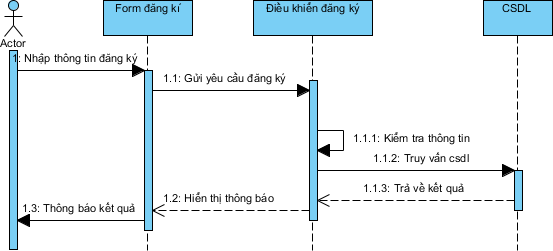 Form đăng kí
Điều khiển đăng ký
CSDL
Actor
1: Nhập thông tin đăng ký
1.1: Gửi yêu cầu đăng ký
1.1.1: Kiểm tra thông tin
1.1.2: Truy vấn csdl
1.1.3: Trả về kết quả
1.2: Hiển thị thông báo
1.3: Thông báo kết quả